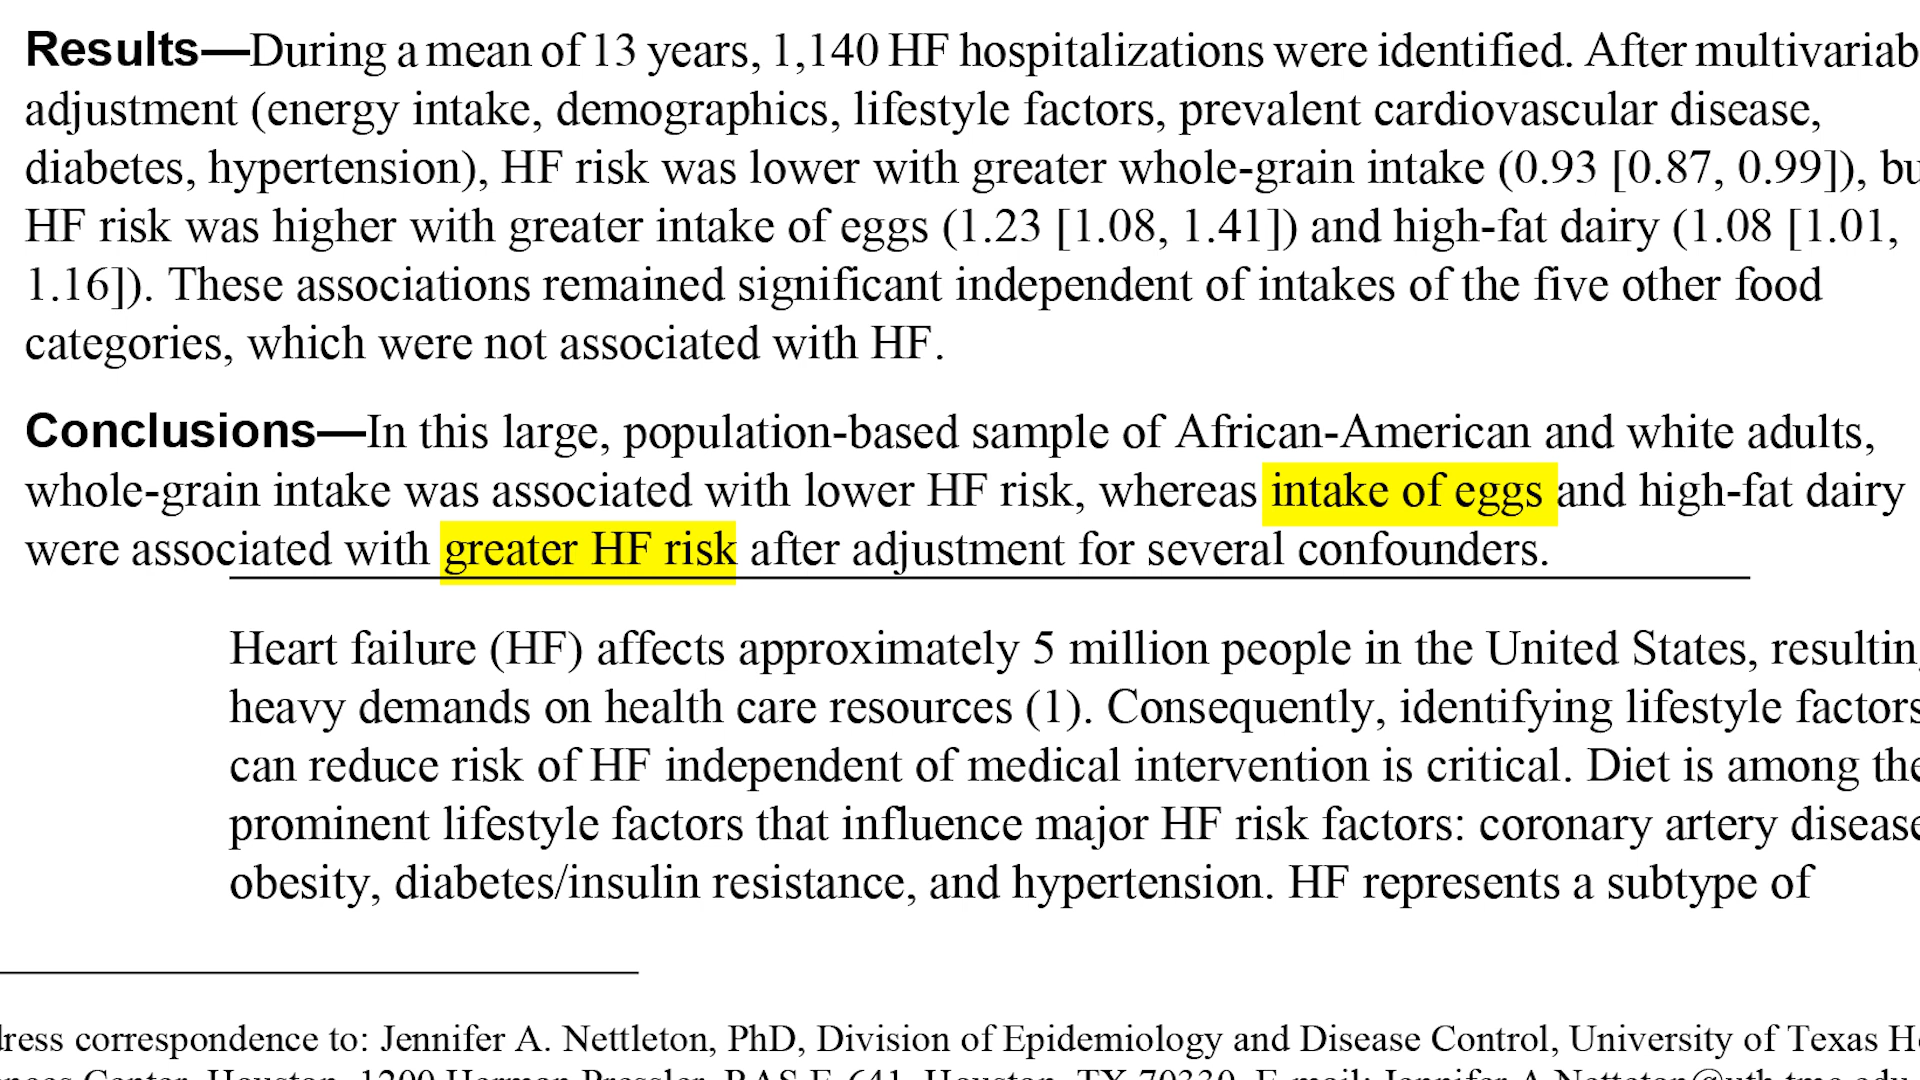 Results—During a mean of 13 years, 1,140 HF hospitalizations were identified. After
adjustment (energy intake, demographics, lifestyle factors, prevalent cardiovascular disease,
diabetes, hypertension), HF risk was lower with greater whole-grain intake (0.93 [0.87, 0.99]),
HF risk was higher with greater intake of eggs (1.23 [1.08, 1.41]) and high-fat dairy (1.08 [1.01,
1.16]). These associations remained significant independent of intakes of the five other food
categories, which were not associated with HF.
Conclusions—In this large, population-based sample of African-American and white adults,
whole-grain intake was associated with lower HF risk, whereas intake of eggs and high-fat dairy
were associated with greater HF risk after adjustment for several confounders.
Heart failure (HF) affects approximately 5 million people in the United States,
heavy demands on health care resources (1). Consequently, identifying lifestyle factors
can reduce risk of HF independent of medical intervention is critical. Diet is among the
prominent lifestyle factors that influence major HF risk factors: coronary artery disease
obesity, diabetes/insulin resistance, and hypertension. HF represents a subtype of
correspondence to: Jennifer A. Nettleton, PhD, Division of Epidemiology and Disease Control, University of Texas